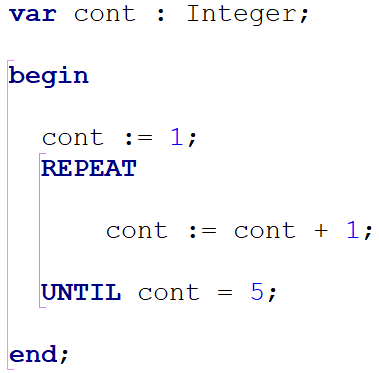 var cont : Integer;
begin
cont := 1;
REPEAT
cont := cont + 1;
UNTIL cont = 5;
end;